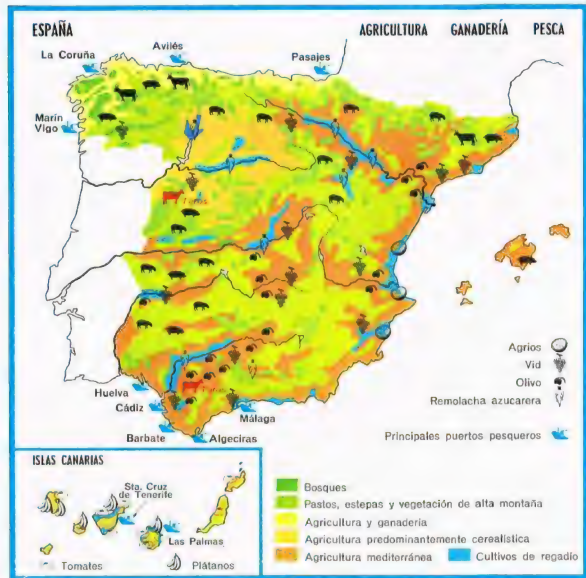 ESPAÑA
AGRICULTURA GANADERÍA PESCA
La Coruña
Avilés
Pasajes
Marín
Vigo
Toros
Toros
Huelva
Cádiz
Barbate
Algeciras
Málaga
Agrios
Vid
Olivo
Remolacha azucarera
Principales puertos pesqueros
ISLAS CANARIAS
Sta. Cruz
de Tenerife
Las Palmas
Tomates
Plátanos
Bosques
Pastos, estepas y vegetación de alta montaña
Agricultura y ganadería
Agricultura predominantemente cerealística
Agricultura mediterránea
Cultivos de regadío